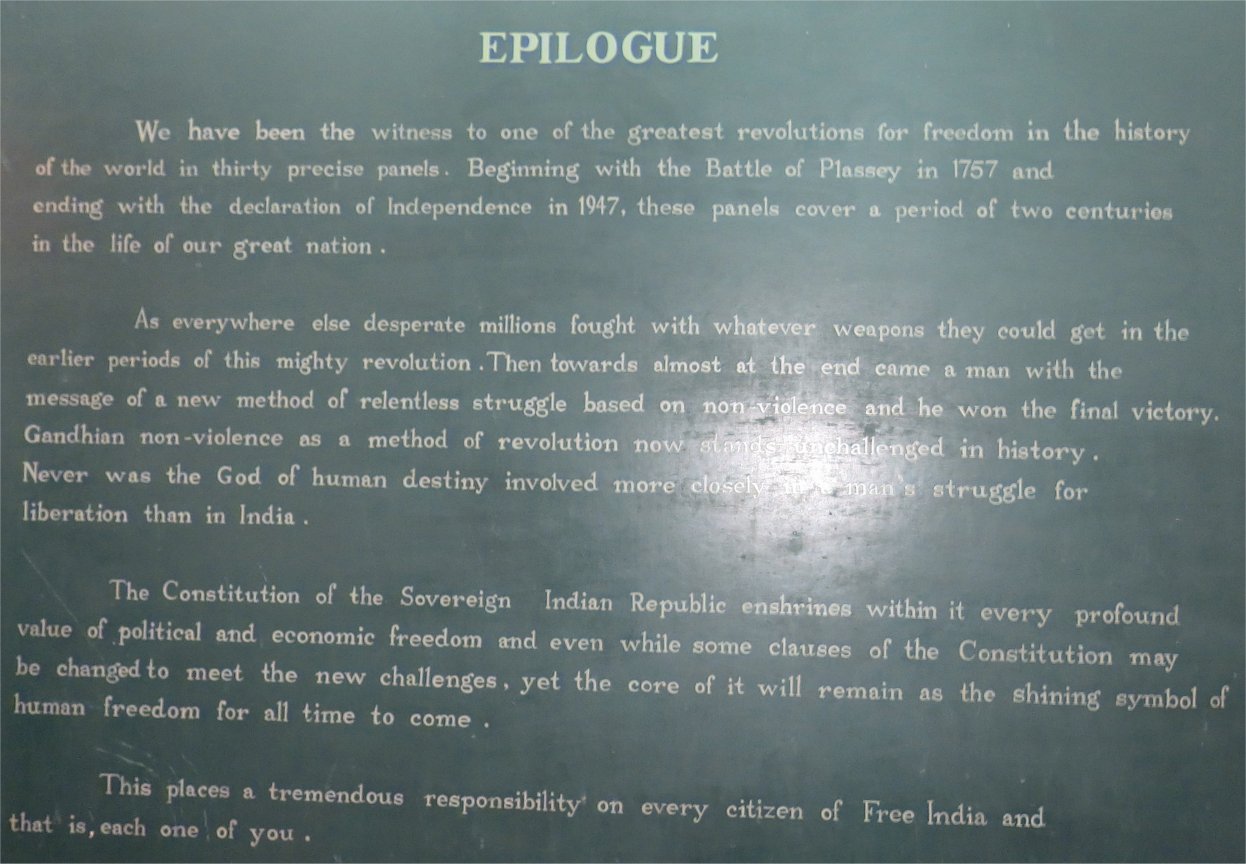 EPILOGUE
We have been the witness to one of the greatest revolutions for freedom in the history
of the world in thirty precise panels. Beginning with the Battle of Plassey in 1757 and
ending with the declaration of Independence in 1947, these panels cover a period of two centuries
in the life of our great nation.
As everywhere else desperate millions fought with whatever weapons they could get in the
earlier periods of this mighty revolution. Then towards almost at the end came a man with the
message of a new method of relentless struggle based on non-violence and he won the final victory.
Gandhian non-violence as a method of revolution now stands unchallenged in history.
Never was the God of human destiny involved more closely man's struggle for
liberation than in India.
The Constitution of the Sovereign Indian Republic enshrines within it every profound
value of political and economic freedom and even while some clauses of the Constitution may
be changed to meet the new challenges, yet the core of it will remain as the shining symbol of
human freedom for all time to come.
This places a tremendous responsibility on every citizen of Free India and
that is, each one of you.